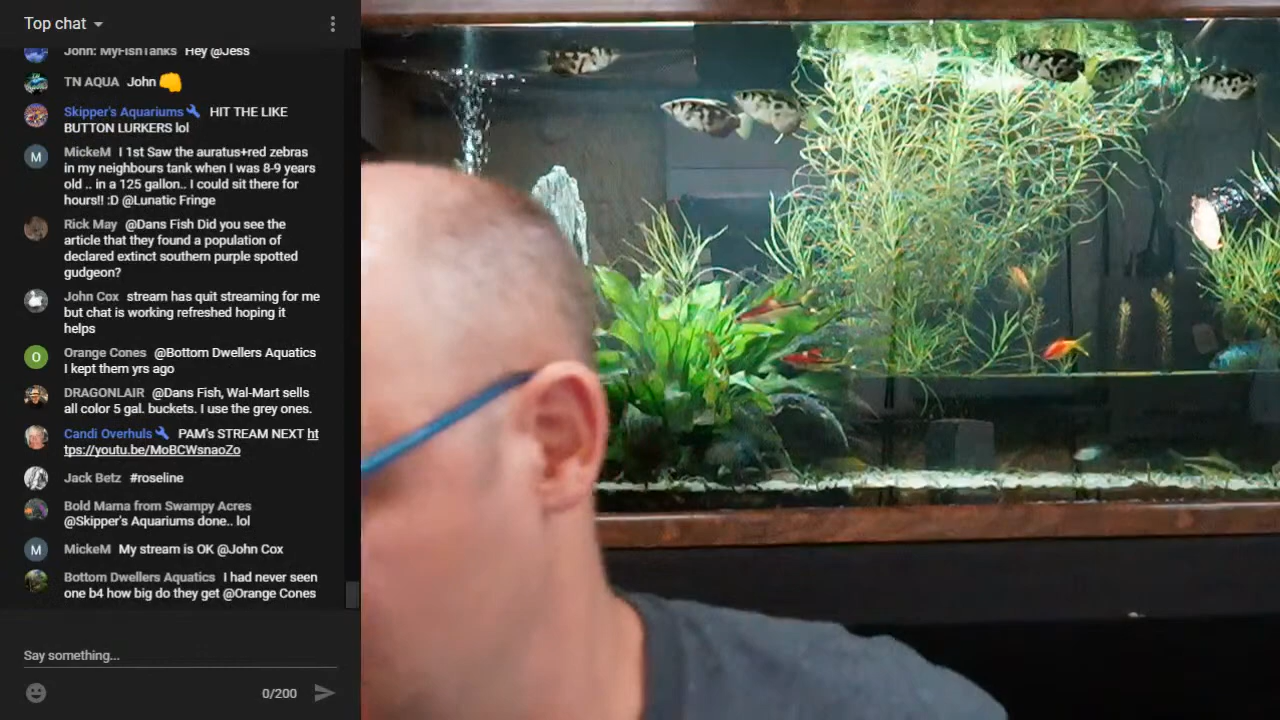 Top chat
John: MyFishTanks Hey @Jess
TN AQUA John
Skipper's Aquariums HIT THE LIKE
BUTTON LURKERS lol
M MickeM I 1st Saw the auratus+red zebras
in my neighbours tank when I was 8-9 years
old .. in a 125 gallon.. I could sit there for
hours!! :D @Lunatic Fringe
Rick May @Dans Fish Did you see the
article that they found a population of
declared extinct southern purple spotted
gudgeon?
John Cox stream has quit streaming for me
but chat is working refreshed hoping it
helps
O Orange Cones @Bottom Dwellers Aquatics
I kept them yrs ago
DRAGONLAIR @Dans Fish, Wal-Mart sells
all color 5 gal. buckets. I use the grey ones.
Candi Overhuls PAM's STREAM NEXT ht
tps://youtu.be/MoBCWsnaoZo
Jack Betz #roseline
Bold Mama from Swampy Acres
@Skipper's Aquariums done.. lol
M MickeM My stream is OK @John Cox
Bottom Dwellers Aquatics I had never seen
one b4 how big do they get @Orange Cones
Say something...
0/200